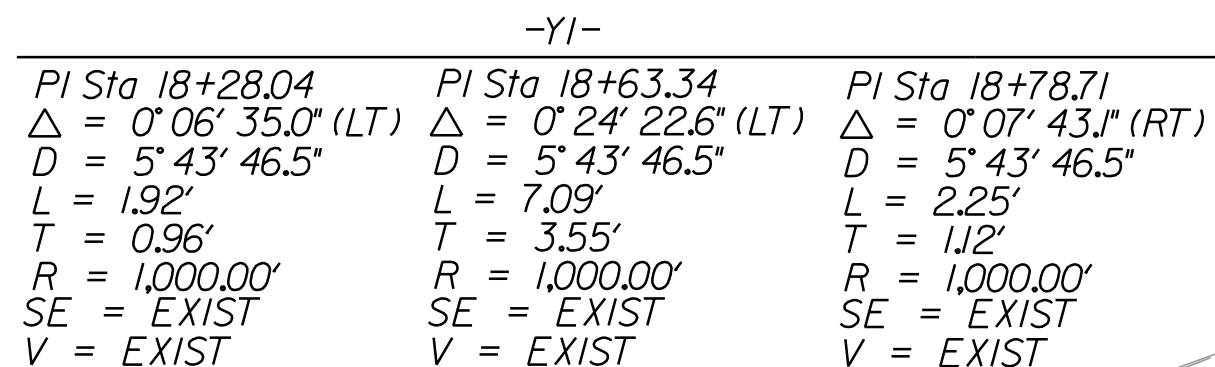 -Y1-
PI Sta 18+28.04
△ = 0° 06' 35.0" (LT)
D = 5° 43' 46.5"
L = 1.92'
T = 0.96'
R = 1,000.00'
SE = EXIST
V = EXIST
PI Sta 18+63.34
△ = 0° 24' 22.6" (LT)
D = 5° 43' 46.5"
L = 7.09'
T = 3.55'
R = 1,000.00'
SE = EXIST
V = EXIST
PI Sta 18+78.71
△ = 0° 07' 43.1" (RT)
D = 5° 43' 46.5"
L = 2.25'
T = 1.12'
R = 1,000.00'
SE = EXIST
V = EXIST